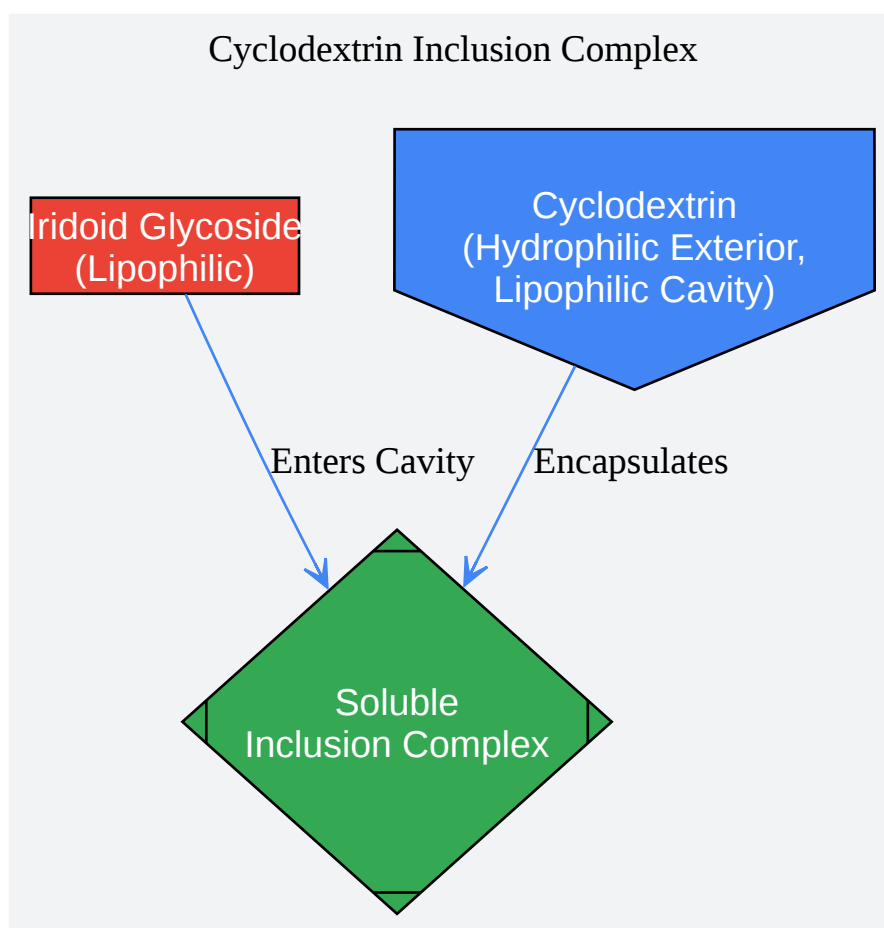 Cyclodextrin Inclusion Complex
Iridoid Glycoside
(Lipophilic)
Cyclodextrin
(Hydrophilic Exterior,
Lipophilic Cavity)
Enters Cavity
Encapsulates
Soluble
Inclusion Complex